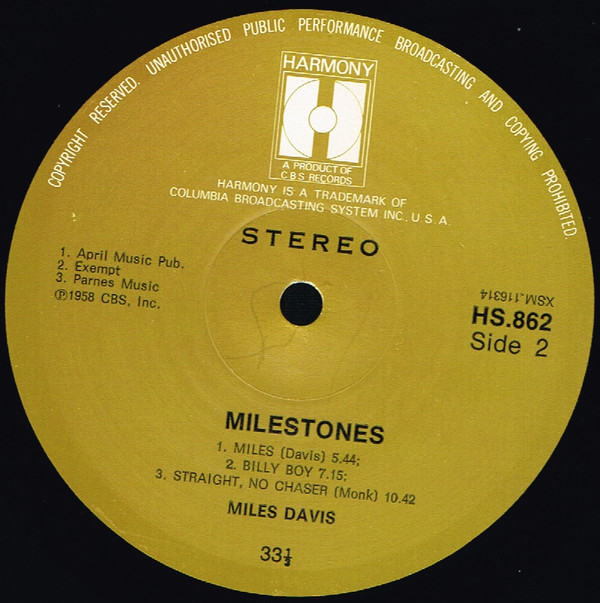 COPYRIGHT RESERVED. UNAUTHORISED PUBLIC PERFORMANCE BROADCASTING AND COPYING PROHIBITED.
HARMONY
H
A PRODUCT OF
CBS RECORDS
HARMONY IS A TRADEMARK OF
COLUMBIA BROADCASTING SYSTEM INC., U.S.A.
STEREO
1. April Music Pub.
2. Exempt
3. Parnes Music
℗1958 CBS, Inc.
XSM.116314
HS.862
Side 2
MILESTONES
1. MILES (Davis) 5.44;
2. BILLY BOY 7.15;
3. STRAIGHT, NO CHASER (Monk) 10.42
MILES DAVIS
33⅓